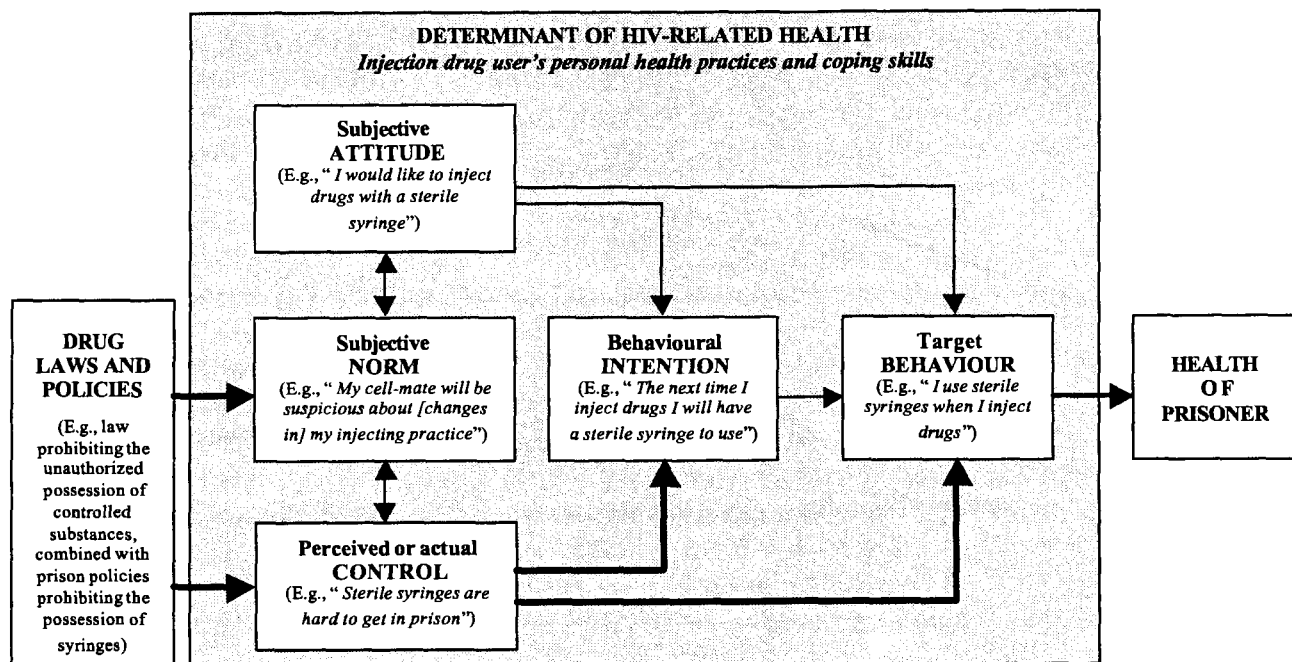 DETERMINANT OF HIV-RELATED HEALTH
Injection drug user's personal health practices and coping skills
Subjective
ATTITUDE
(E.g., “ I would like to inject
drugs with a sterile
syringe”)
DRUG
LAWS AND
POLICIES
(E.g., law
prohibiting the
unauthorized
possession of
controlled
substances,
combined with
prison policies
prohibiting the
possession of
syringes)
Subjective
NORM
(E.g., “ My cell-mate will be
suspicious about [changes
in] my injecting practice”)
Behavioural
INTENTION
(E.g., “ The next time I
inject drugs I will have
a sterile syringe to use”)
Target
BEHAVIOUR
(E.g., “ I use sterile
syringes when I inject
drugs”)
HEALTH
OF
PRISONER
Perceived or actual
CONTROL
(E.g., “ Sterile syringes are
hard to get in prison”)